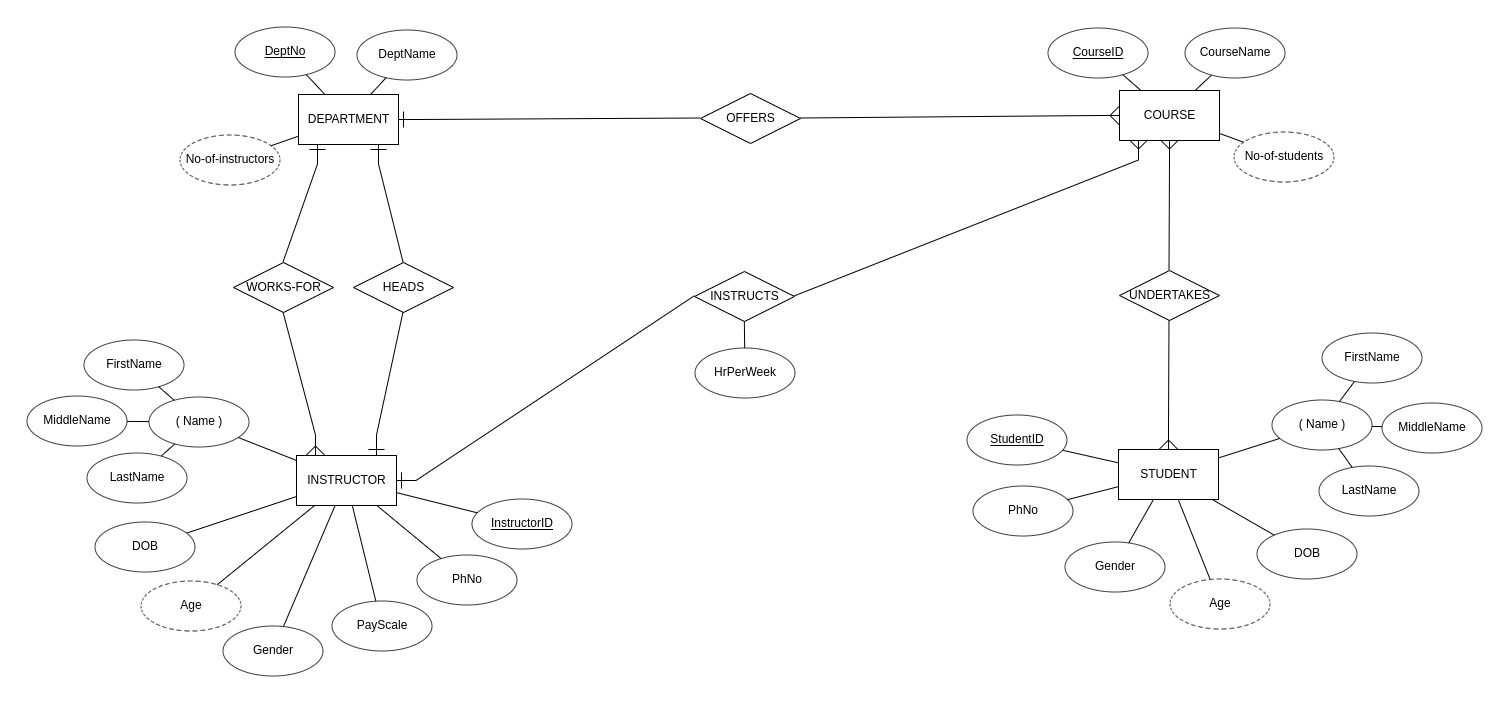 DeptNo
DeptName
CourseID
CourseName
DEPARTMENT
OFFERS
COURSE
No-of-instructors
No-of-students
WORKS-FOR
HEADS
INSTRUCTS
UNDERTAKES
HrPerWeek
FirstName
MiddleName
( Name )
LastName
INSTRUCTOR
InstructorID
DOB
PhNo
Age
PayScale
Gender
FirstName
( Name )
MiddleName
LastName
StudentID
STUDENT
PhNo
Gender
DOB
Age